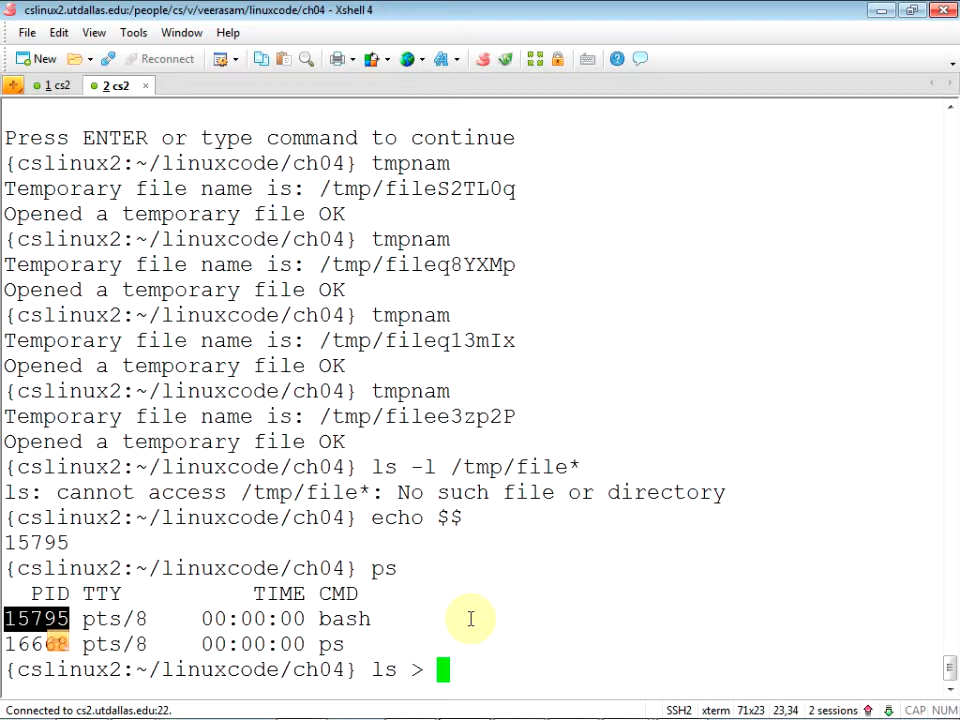 cslinux2.utdallas.edu:/people/cs/v/veerasam/linuxcode/ch04 - Xshell 4
File Edit View Tools Window Help
New Reconnect
1 cs2 2 cs2
Press ENTER or type command to continue
{cslinux2:~/linuxcode/ch04} tmpnam
Temporary file name is: /tmp/fileS2TL0q
Opened a temporary file OK
{cslinux2:~/linuxcode/ch04} tmpnam
Temporary file name is: /tmp/fileq8YXMp
Opened a temporary file OK
{cslinux2:~/linuxcode/ch04} tmpnam
Temporary file name is: /tmp/fileq13mIx
Opened a temporary file OK
{cslinux2:~/linuxcode/ch04} tmpnam
Temporary file name is: /tmp/filee3zp2P
Opened a temporary file OK
{cslinux2:~/linuxcode/ch04} ls -l /tmp/file*
ls: cannot access /tmp/file*: No such file or directory
{cslinux2:~/linuxcode/ch04} echo $$
15795
{cslinux2:~/linuxcode/ch04} ps
PID TTY TIME CMD
15795 pts/8 00:00:00 bash
16668 pts/8 00:00:00 ps
{cslinux2:~/linuxcode/ch04} ls >
Connected to cs2.utdallas.edu:22. SSH2 xterm 71x23 23,34 2 sessions CAP NUM